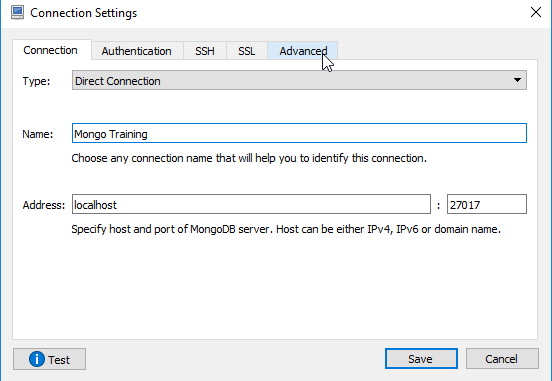 Connection Settings
Connection Authentication SSH SSL Advanced
Type: Direct Connection
Name: Mongo Training
Choose any connection name that will help you to identify this connection.
Address: localhost : 27017
Specify host and port of MongoDB server. Host can be either IPv4, IPv6 or domain name.
Test Save Cancel